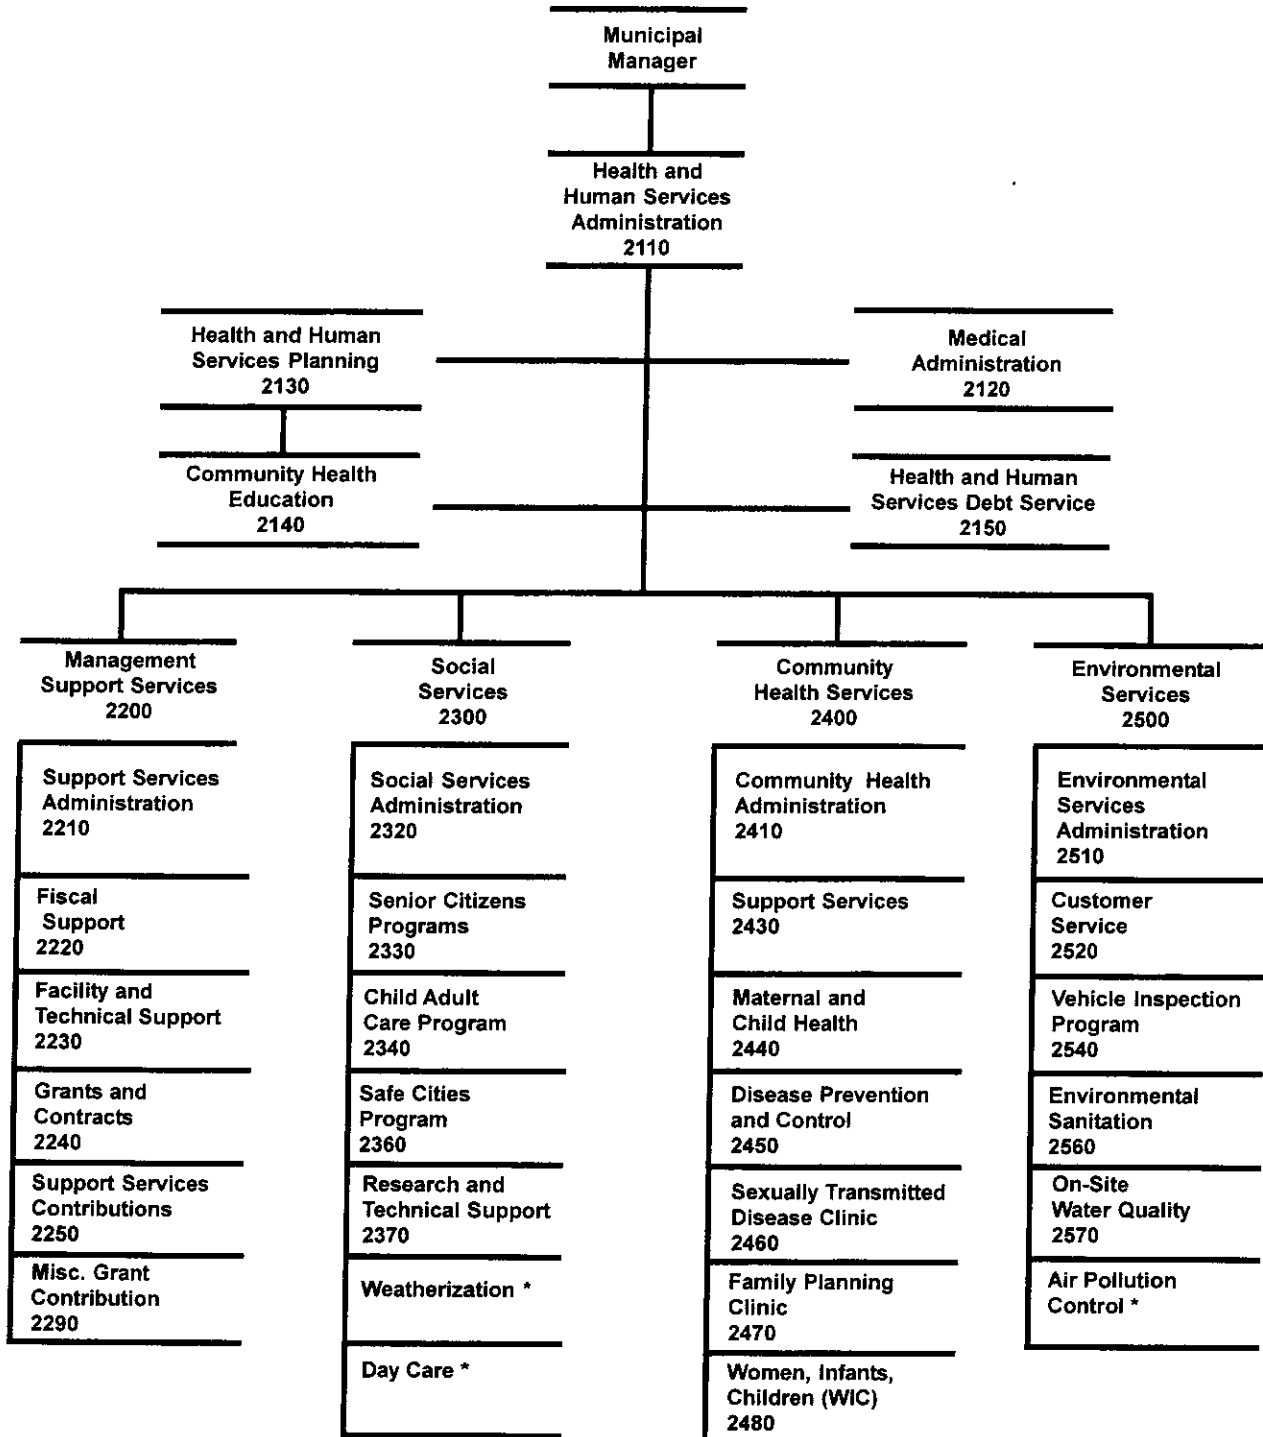 Municipal
Manager
Health and
Human Services
Administration
2110
Health and Human
Services Planning
2130
Medical
Administration
2120
Community Health
Education
2140
Health and Human
Services Debt Service
2150
Management
Support Services
2200
Support Services
Administration
2210
Fiscal
Support
2220
Facility and
Technical Support
2230
Grants and
Contracts
2240
Support Services
Contributions
2250
Misc. Grant
Contribution
2290
Social
Services
2300
Social Services
Administration
2320
Senior Citizens
Programs
2330
Child Adult
Care Program
2340
Safe Cities
Program
2360
Research and
Technical Support
2370
Weatherization *
Day Care *
Community
Health Services
2400
Community Health
Administration
2410
Support Services
2430
Maternal and
Child Health
2440
Disease Prevention
and Control
2450
Sexually Transmitted
Disease Clinic
2460
Family Planning
Clinic
2470
Women, Infants,
Children (WIC)
2480
Environmental
Services
2500
Environmental
Services
Administration
2510
Customer
Service
2520
Vehicle Inspection
Program
2540
Environmental
Sanitation
2560
On-Site
Water Quality
2570
Air Pollution
Control *